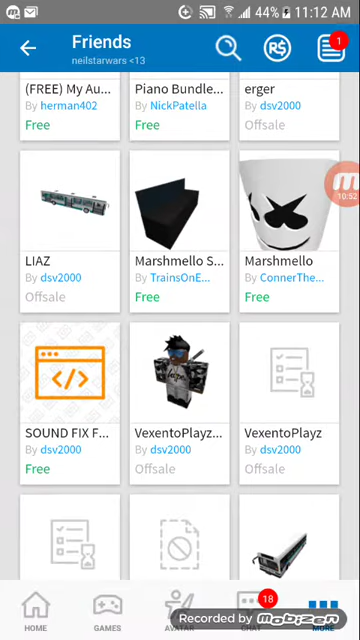 44% 11:12 AM
Friends
neilstarwars <13
R$
1
(FREE) My Au...
Piano Bundle...
erger
By herman402
By NickPatella
By dsv2000
Free
Free
Offsale
10:52
LIAZ
Marshmello S...
Marshmello
By dsv2000
By TrainsOnE...
By ConnerThe...
Offsale
Free
Free
SOUND FIX F...
VexentoPlayz...
VexentoPlayz
By dsv2000
By dsv2000
By dsv2000
Free
Offsale
Offsale
18
HOME
GAMES
AVATAR
CHAT
MORE
Recorded by Mobizen